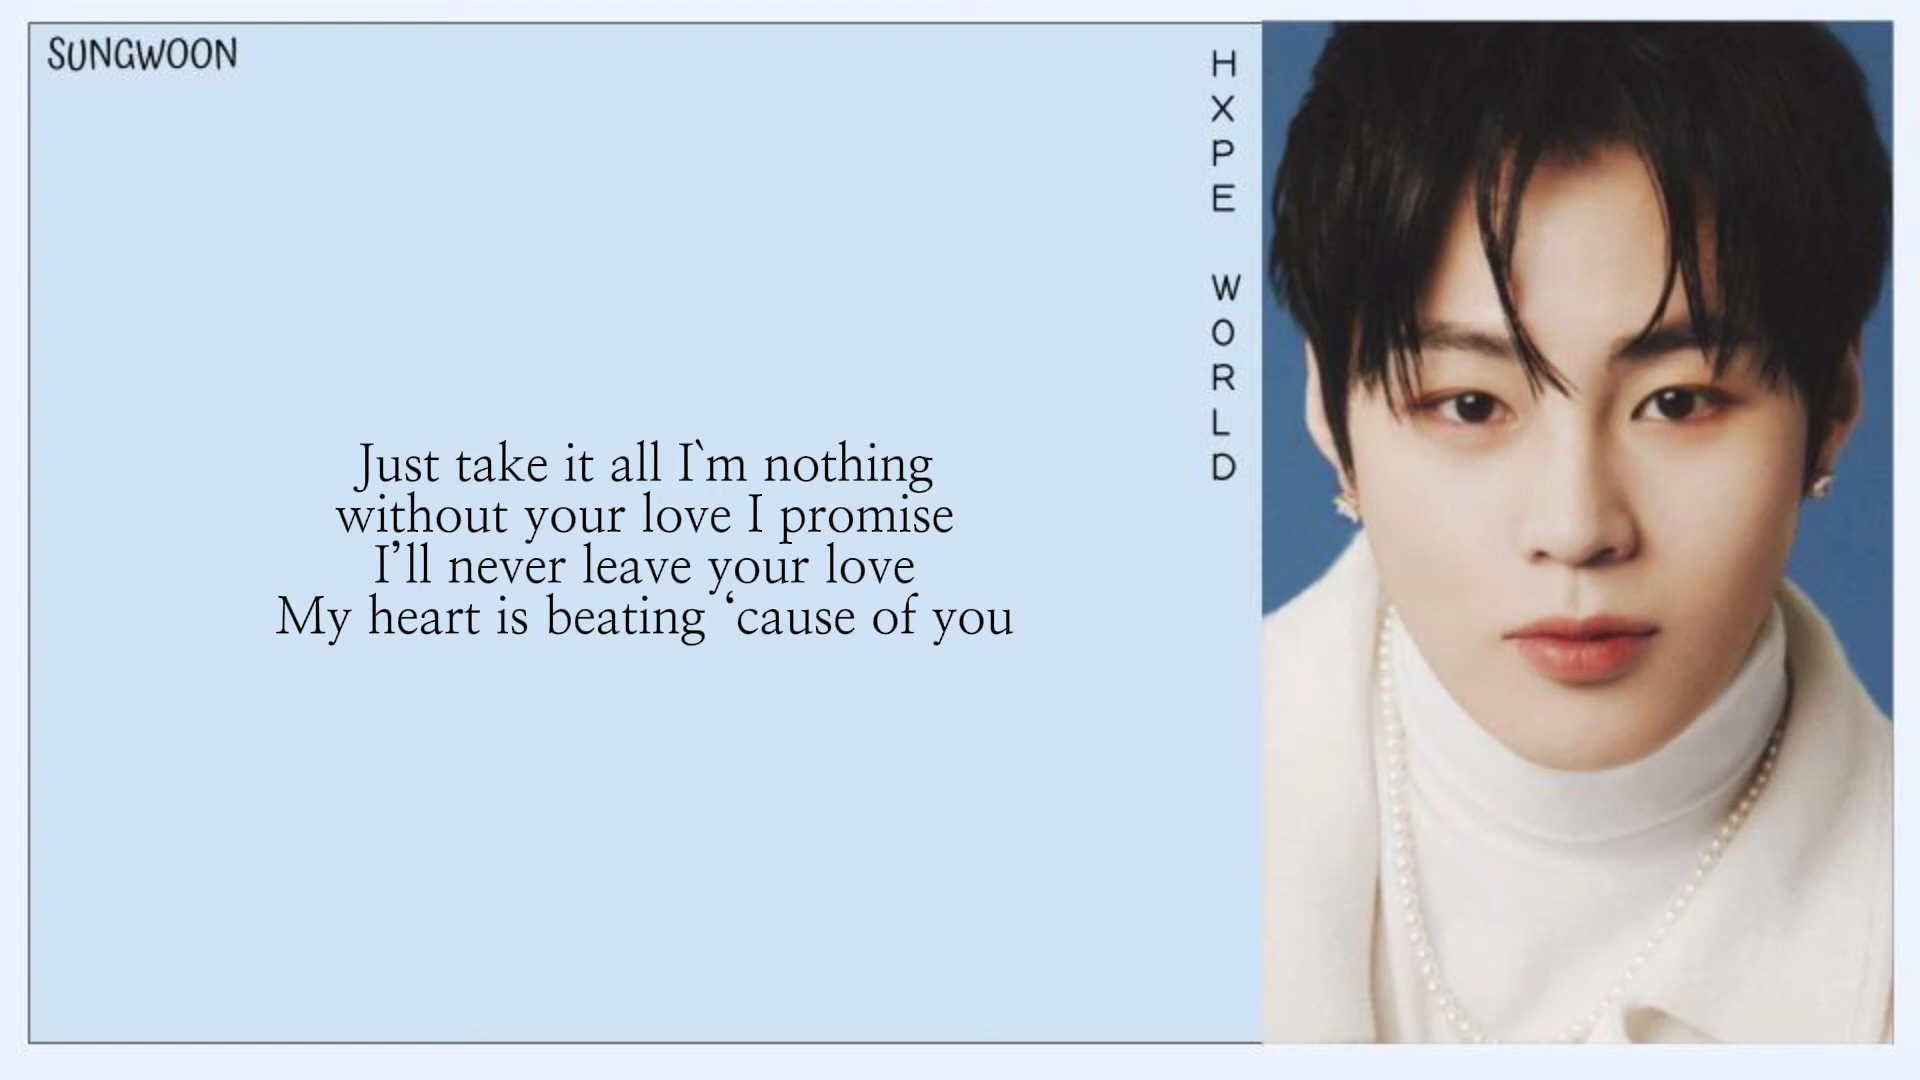 SUNGWOON
HXPE WORLD
Just take it all I`m nothing
without your love I promise
I’ll never leave your love
My heart is beating ‘cause of you